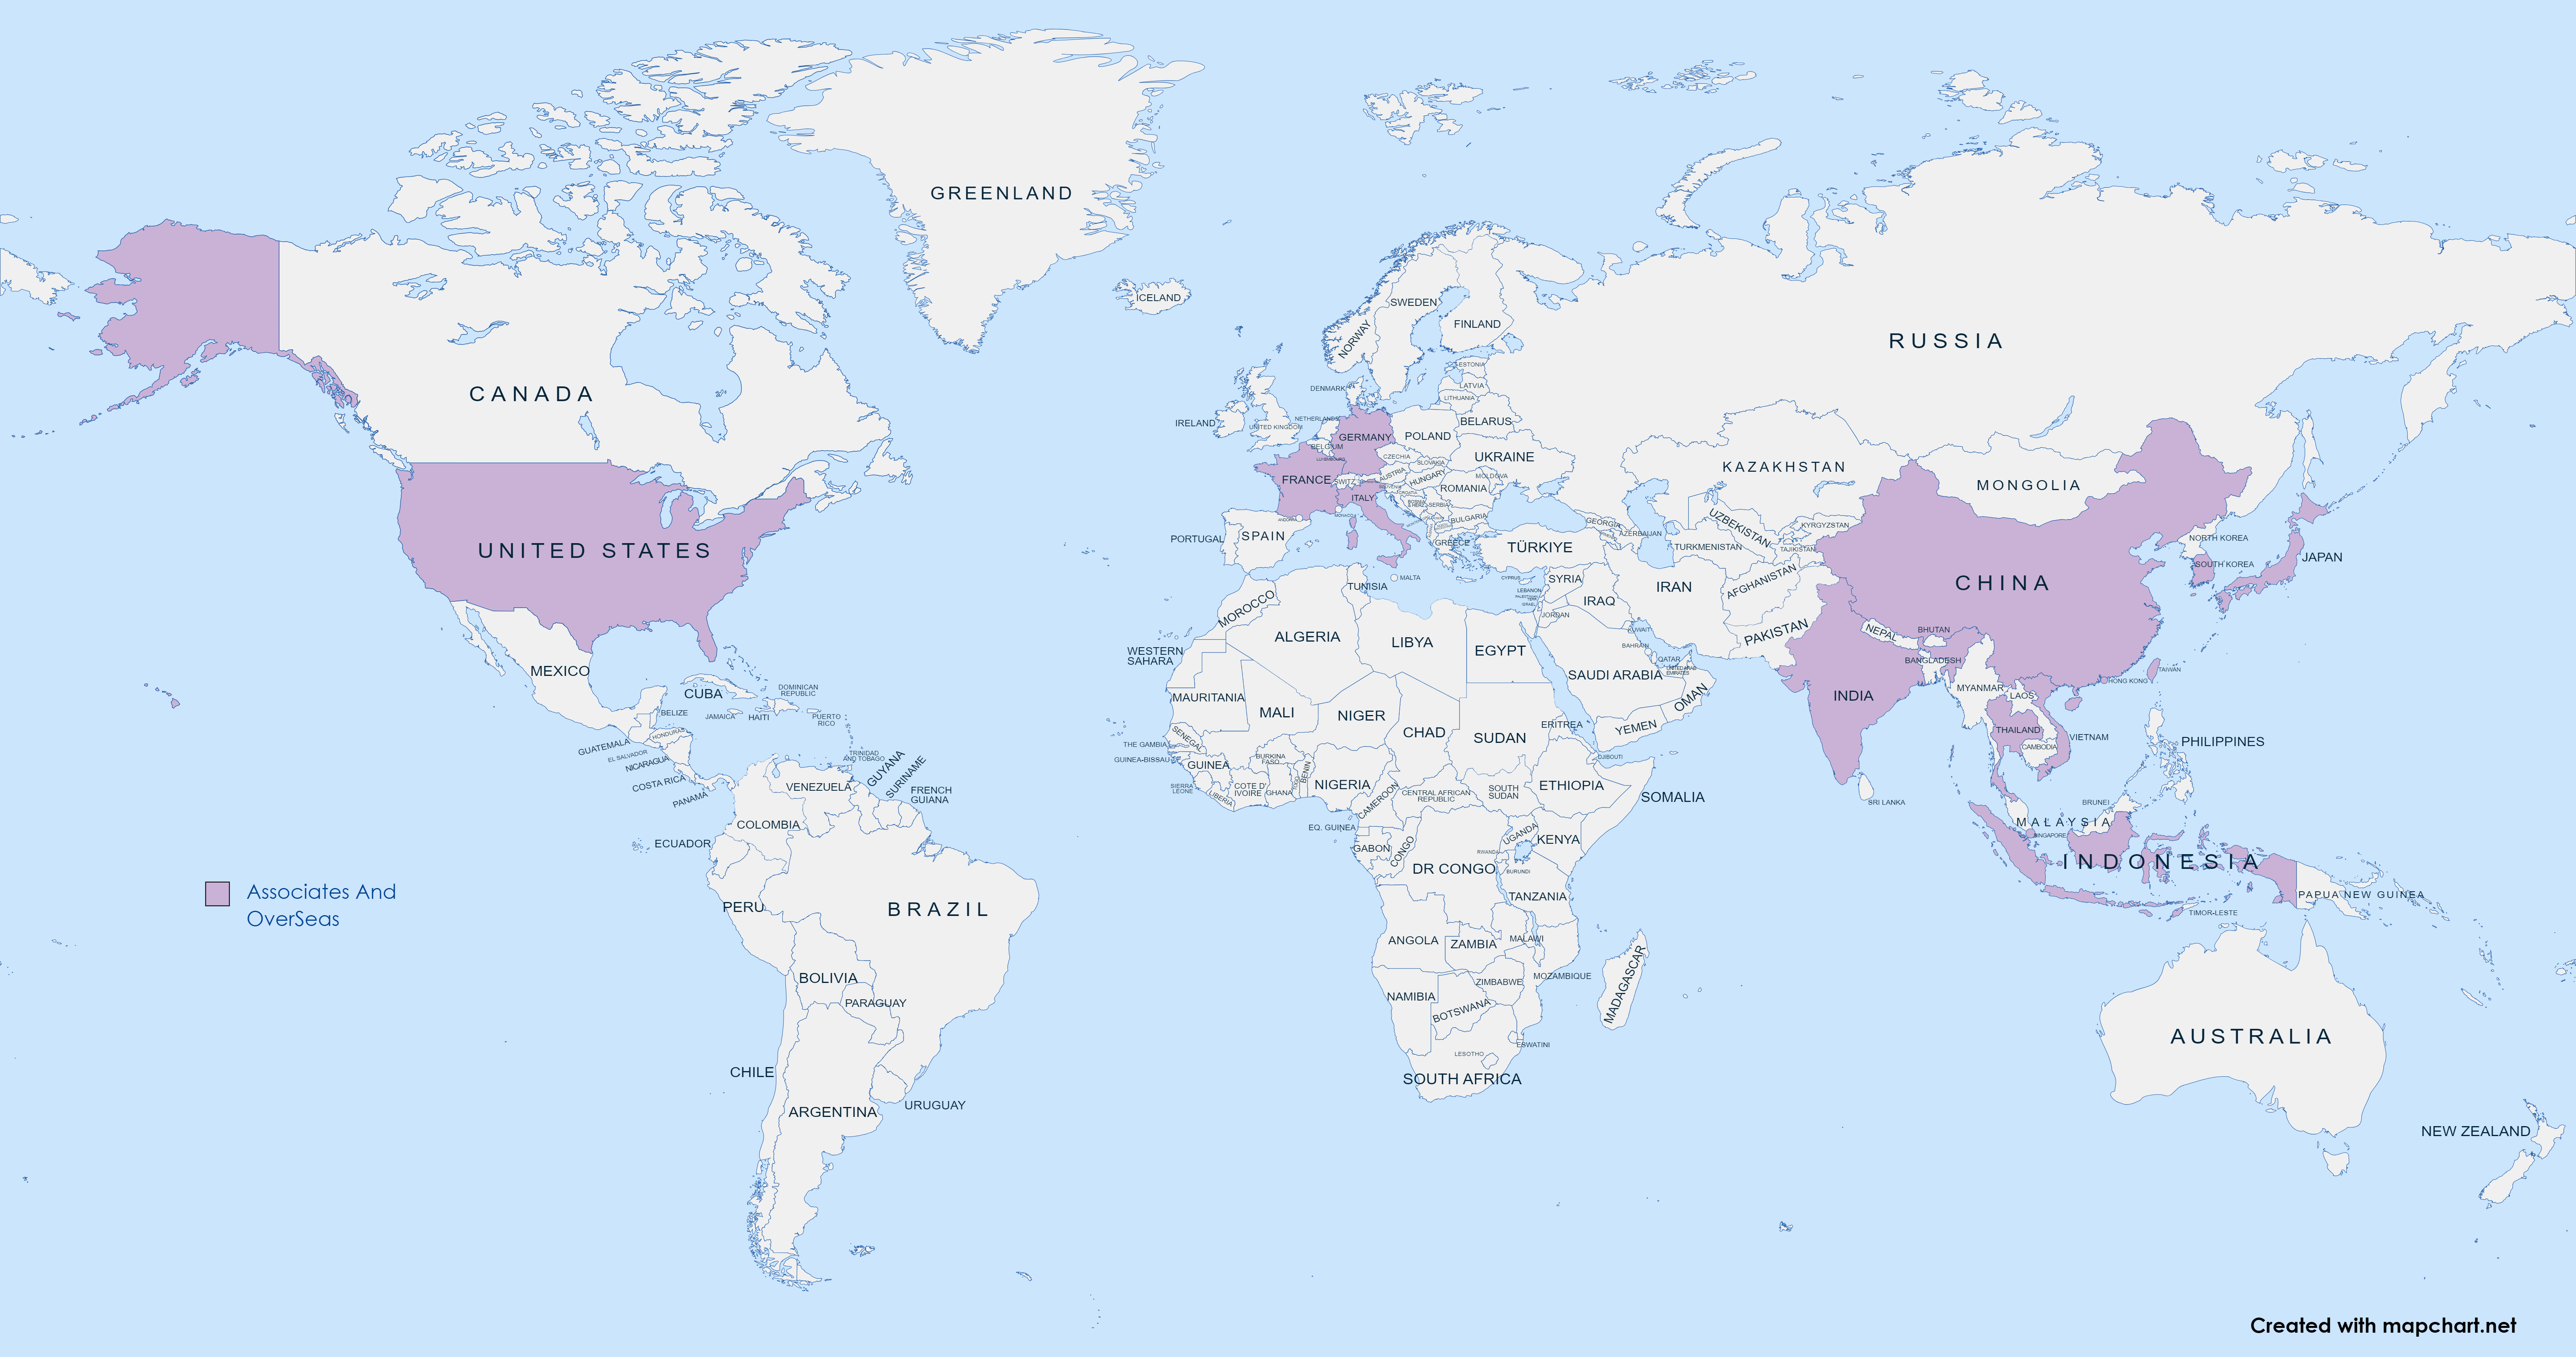 GREENLAND
ICELAND
SWEDEN
FINLAND
NORWAY
RUSSIA
CANADA
ESTONIA
LATVIA
LITHUANIA
DENMARK
NETHERLANDS
IRELAND
UNITED KINGDOM
BELARUS
GERMANY
POLAND
BELGIUM
UKRAINE
CZECHIA
SLOVAKIA
KAZAKHSTAN
AUSTRIA
HUNGARY
MOLDOVA
FRANCE
SWITZ.
ROMANIA
MONGOLIA
ITALY
SERBIA
MONACO
BULGARIA
ANDORRA
GEORGIA
UZBEKISTAN
KYRGYZSTAN
AZERBAIJAN
PORTUGAL
SPAIN
GREECE
TÜRKİYE
TURKMENISTAN
TAJIKISTAN
NORTH KOREA
UNITED STATES
JAPAN
SOUTH KOREA
MALTA
CYPRUS
SYRIA
TUNISIA
IRAN
AFGHANISTAN
CHINA
LEBANON
ISRAEL
IRAQ
MOROCCO
JORDAN
ALGERIA
LIBYA
EGYPT
KUWAIT
PAKISTAN
NEPAL
BHUTAN
BAHRAIN
WESTERN
SAHARA
QATAR
UNITED ARAB
EMIRATES
BANGLADESH
MEXICO
SAUDI ARABIA
TAIWAN
HONG KONG
CUBA
DOMINICAN
REPUBLIC
MAURITANIA
OMAN
INDIA
MYANMAR
LAOS
BELIZE
JAMAICA
HAITI
PUERTO
RICO
MALI
NIGER
CHAD
SUDAN
ERITREA
YEMEN
THAILAND
VIETNAM
PHILIPPINES
GUATEMALA
HONDURAS
EL SALVADOR
NICARAGUA
THE GAMBIA
SENEGAL
CAMBODIA
TRINIDAD
AND TOBAGO
GUINEA-BISSAU
GUINEA
BURKINA
FASO
BENIN
DJIBOUTI
COSTA RICA
PANAMA
VENEZUELA
GUYANA
SURINAME
FRENCH
GUIANA
SIERRA
LEONE
LIBERIA
COTE D'
IVOIRE
GHANA
TOGO
NIGERIA
CAMEROON
CENTRAL AFRICAN
REPUBLIC
SOUTH
SUDAN
ETHIOPIA
SOMALIA
SRI LANKA
BRUNEI
COLOMBIA
MALAYSIA
EQ. GUINEA
UGANDA
KENYA
SINGAPORE
ECUADOR
GABON
CONGO
RWANDA
DR CONGO
BURUNDI
INDONESIA
TANZANIA
PAPUA NEW GUINEA
Associates And
OverSeas
PERU
BRAZIL
TIMOR-LESTE
ANGOLA
ZAMBIA
MALAWI
BOLIVIA
MOZAMBIQUE
ZIMBABWE
MADAGASCAR
NAMIBIA
BOTSWANA
PARAGUAY
AUSTRALIA
ESWATINI
LESOTHO
CHILE
SOUTH AFRICA
ARGENTINA
URUGUAY
NEW ZEALAND
Created with mapchart.net